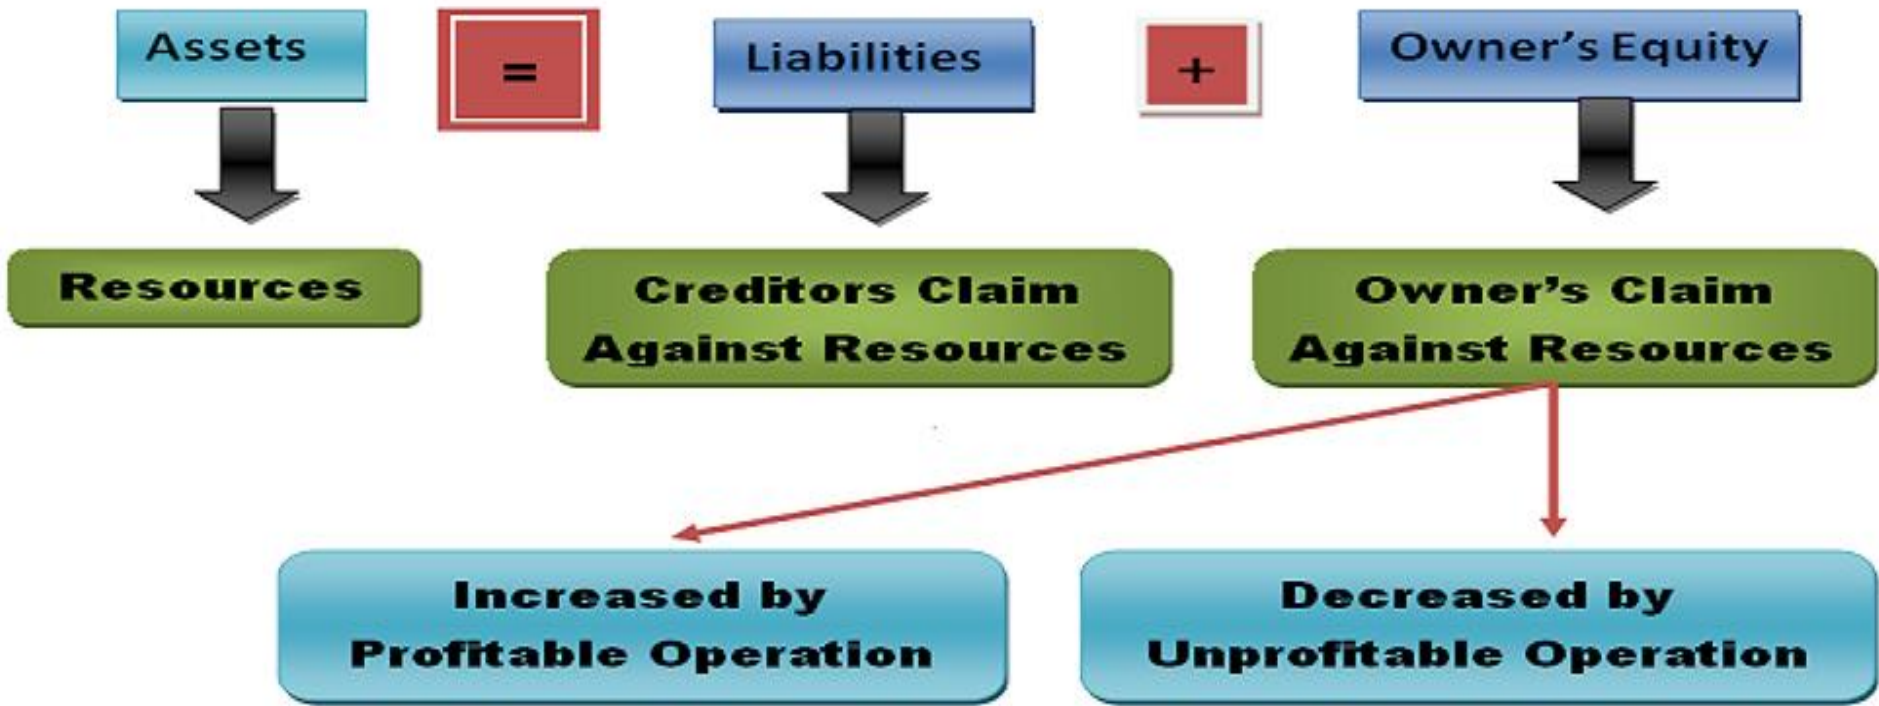 Assets = Liabilities + Owner's Equity
Resources
Creditors Claim
Against Resources
Owner's Claim
Against Resources
Increased by
Profitable Operation
Decreased by
Unprofitable Operation